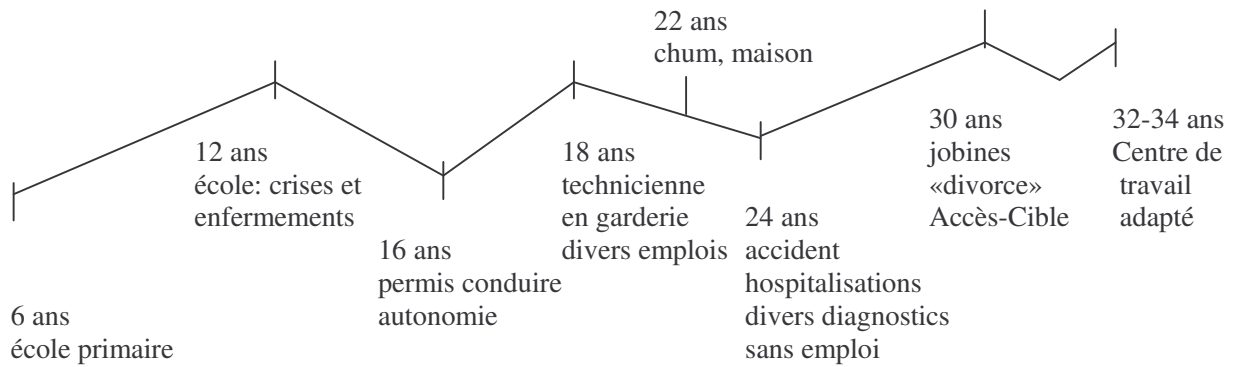 6 ans
école primaire
12 ans
école: crises et
enfermements
16 ans
permis conduire
autonomie
18 ans
technicienne
en garderie
divers emplois
22 ans
chum, maison
24 ans
accident
hospitalisations
divers diagnostics
sans emploi
30 ans
jobines
«divorce»
Accès-Cible
32-34 ans
Centre de
travail
adapté